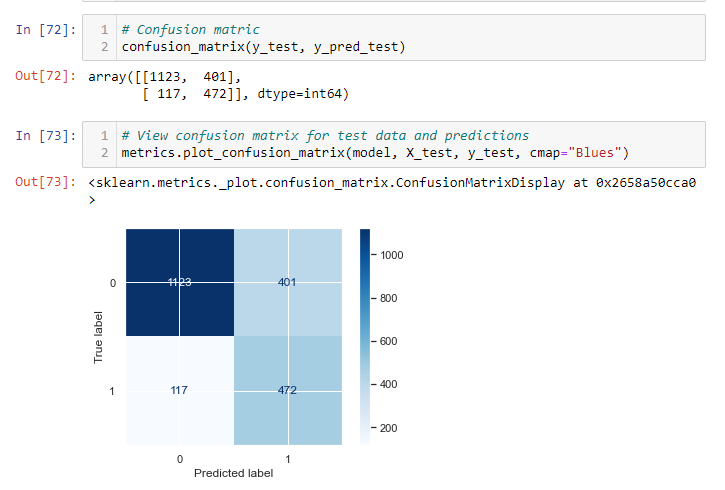 In [72]:
1 # Confusion matric
2 confusion_matrix(y_test, y_pred_test)
Out[72]: array([[1123, 401],
[ 117, 472]], dtype=int64)
In [73]:
1 # View confusion matrix for test data and predictions
2 metrics.plot_confusion_matrix(model, X_test, y_test, cmap="Blues")
Out[73]: <sklearn.metrics._plot.confusion_matrix.ConfusionMatrixDisplay at 0x2658a50cca0
>
1000
800
600
400
200
True label
0
1123 401
1
117 472
0 1
Predicted label